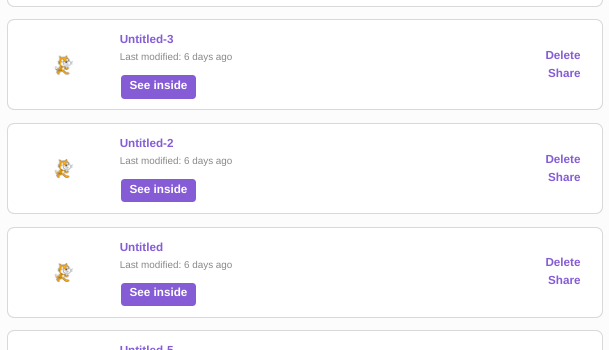 Untitled-3
Last modified: 6 days ago
See inside
Delete
Share
Untitled-2
Last modified: 6 days ago
See inside
Delete
Share
Untitled
Last modified: 6 days ago
See inside
Delete
Share
Untitled-5